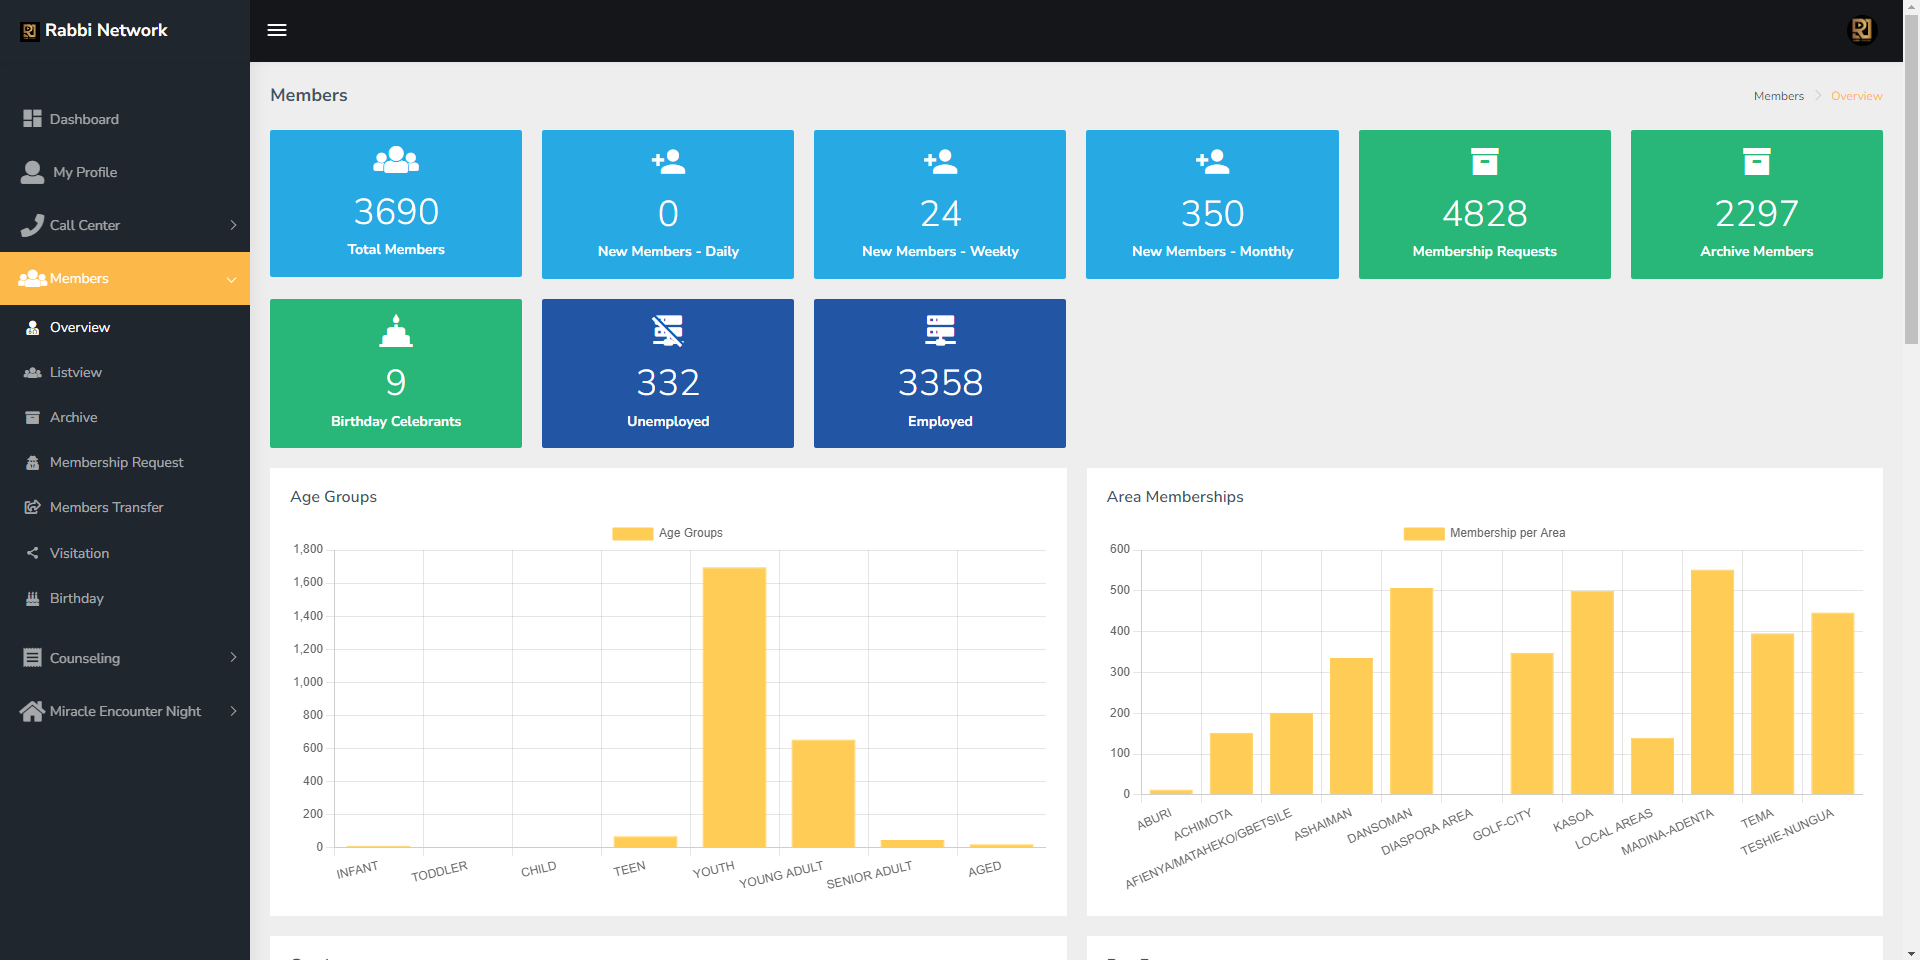 Rabbi Network
Dashboard
My Profile
Call Center
Members
Overview
Listview
Archive
Membership Request
Members Transfer
Visitation
Birthday
Counseling
Miracle Encounter Night
Members
Members Overview
3690
Total Members
0
New Members - Daily
24
New Members - Weekly
350
New Members - Monthly
4828
Membership Requests
2297
Archive Members
9
Birthday Celebrants
332
Unemployed
3358
Employed
Age Groups
Age Groups
1,800
1,600
1,400
1,200
1,000
800
600
400
200
0
INFANT
TODDLER
CHILD
TEEN
YOUTH
YOUNG ADULT
SENIOR ADULT
AGED
Area Memberships
Membership per Area
600
500
400
300
200
100
0
ABURI
ACHIMOTA
AFIENYA/MATAHEKO/GBETSILE
ASHAIMAN
DANSOMAN
DIASPORA AREA
GOLF-CITY
KASOA
LOCAL AREAS
MADINA-ADENTA
TEMA
TESHIE-NUNGUA